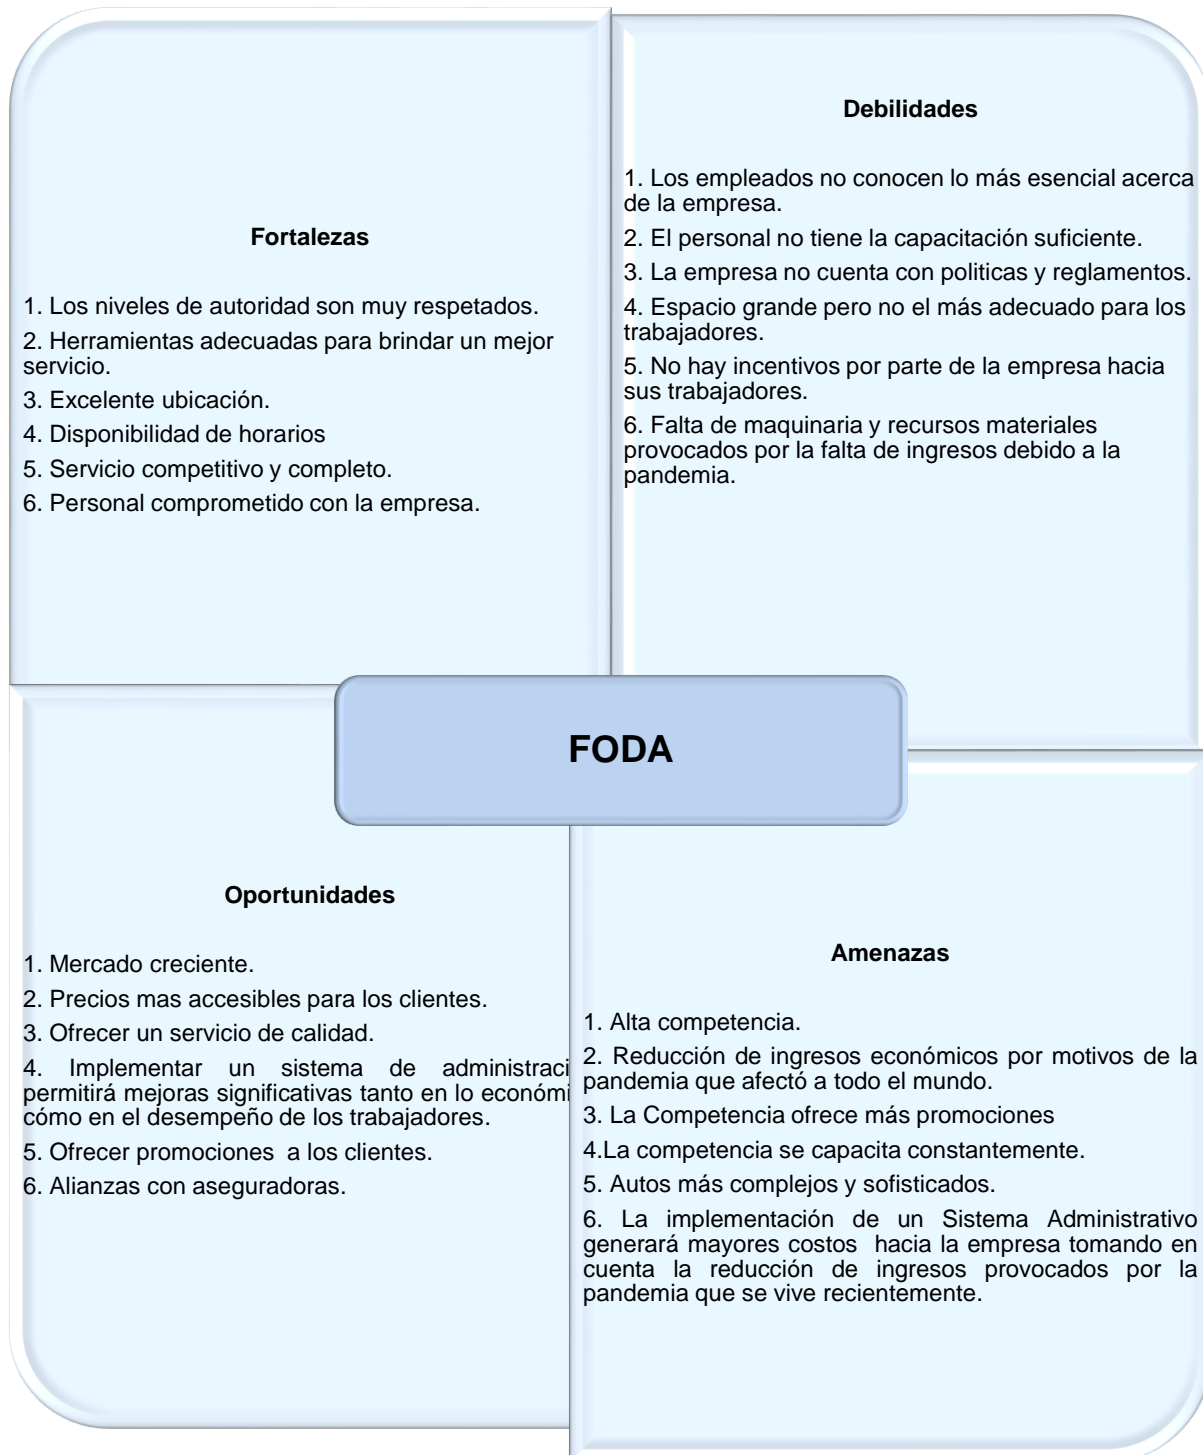 Fortalezas
1. Los niveles de autoridad son muy respetados.
2. Herramientas adecuadas para brindar un mejor
servicio.
3. Excelente ubicación.
4. Disponibilidad de horarios
5. Servicio competitivo y completo.
6. Personal comprometido con la empresa.
Debilidades
1. Los empleados no conocen lo más esencial acerca
de la empresa.
2. El personal no tiene la capacitación suficiente.
3. La empresa no cuenta con politicas y reglamentos.
4. Espacio grande pero no el más adecuado para los
trabajadores.
5. No hay incentivos por parte de la empresa hacia
sus trabajadores.
6. Falta de maquinaria y recursos materiales
provocados por la falta de ingresos debido a la
pandemia.
FODA
Oportunidades
1. Mercado creciente.
2. Precios mas accesibles para los clientes.
3. Ofrecer un servicio de calidad.
4. Implementar un sistema de administraci
permitirá mejoras significativas tanto en lo económi
cómo en el desempeño de los trabajadores.
5. Ofrecer promociones a los clientes.
6. Alianzas con aseguradoras.
Amenazas
1. Alta competencia.
2. Reducción de ingresos económicos por motivos de la
pandemia que afectó a todo el mundo.
3. La Competencia ofrece más promociones
4.La competencia se capacita constantemente.
5. Autos más complejos y sofisticados.
6. La implementación de un Sistema Administrativo
generará mayores costos hacia la empresa tomando en
cuenta la reducción de ingresos provocados por la
pandemia que se vive recientemente.